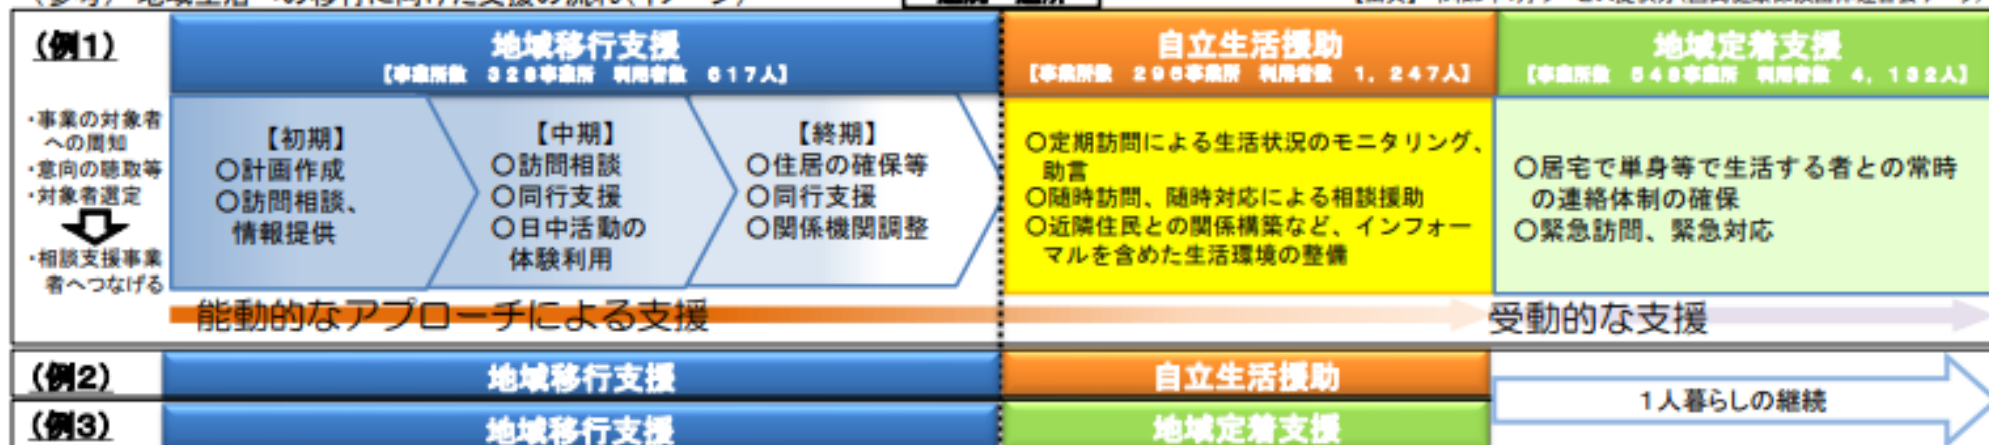 (例1)
地域移行支援
【事業所数 328事業所 利用者数 617人】
自立生活援助
【事業所数 296事業所 利用者数 1,247人】
地域定着支援
【事業所数 548事業所 利用者数 4,132人】
・事業の対象者
への周知
・意向の聴取等
・対象者選定
・相談支援事業
者へつなげる
【初期】
○計画作成
○訪問相談、
情報提供
【中期】
○訪問相談
○同行支援
○日中活動の
体験利用
【終期】
○住居の確保等
○同行支援
○関係機関調整
○定期訪問による生活状況のモニタリング、
助言
○随時訪問、随時対応による相談援助
○近隣住民との関係構築など、インフォー
マルを含めた生活環境の整備
○居宅で単身等で生活する者との常時
の連絡体制の確保
○緊急訪問、緊急対応
能動的なアプローチによる支援
受動的な支援
(例2)
地域移行支援
自立生活援助
1人暮らしの継続
(例3)
地域移行支援
地域定着支援